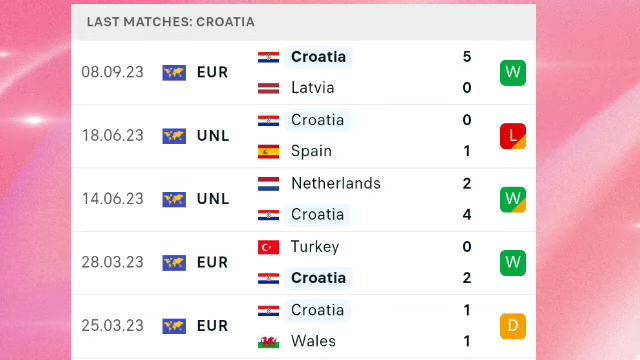 LAST MATCHES: CROATIA
08.09.23 EUR Croatia 5 W
Latvia 0
18.06.23 UNL Croatia 0 L
Spain 1
14.06.23 UNL Netherlands 2 W
Croatia 4
28.03.23 EUR Turkey 0 W
Croatia 2
25.03.23 EUR Croatia 1 D
Wales 1